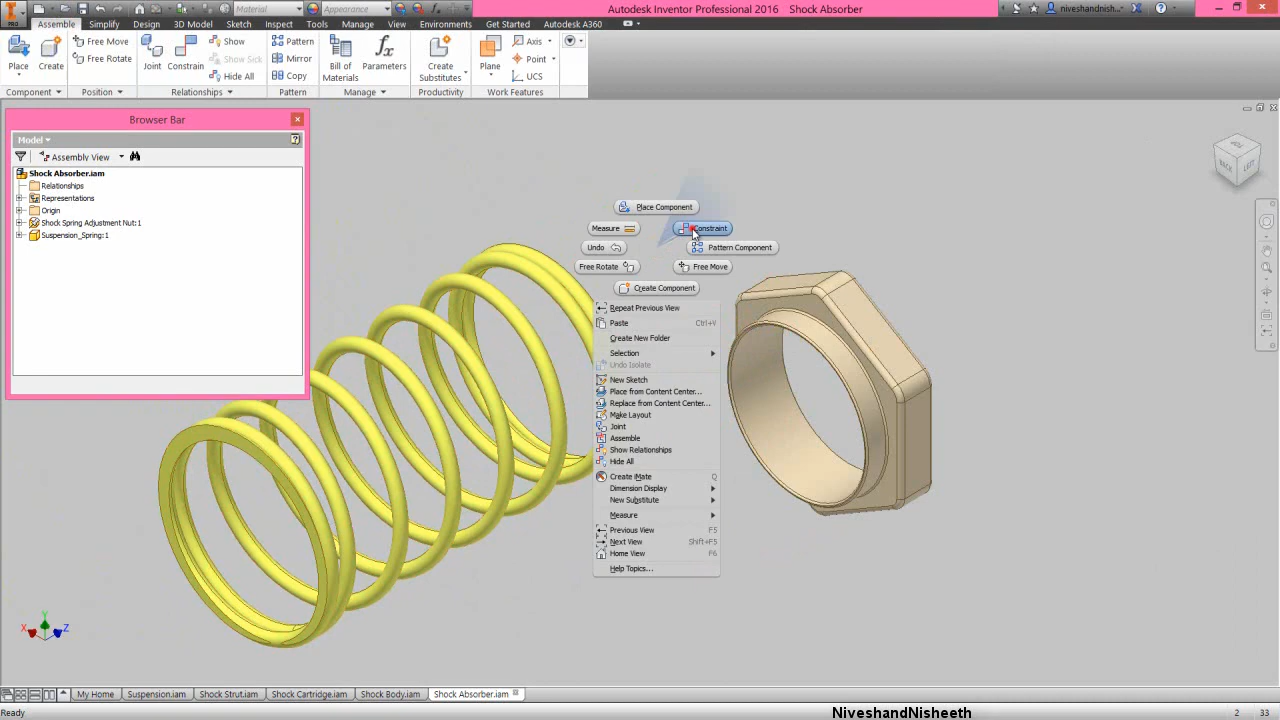 Material
Appearance
Autodesk Inventor Professional 2016 Shock Absorber
niveshandnish...
PRO
Assemble Simplify Design 3D Model Sketch Inspect Tools Manage View Environments Get Started Autodesk A360
Place Create
Free Move
Free Rotate
Joint Constrain
Show
Show Sick
Hide All
Pattern
Mirror
Copy
Bill of Materials
Parameters
Create Substitutes
Plane
Axis
Point
UCS
Component Position Relationships Pattern Manage Productivity Work Features
Browser Bar
Model
Assembly View
Shock Absorber.iam
Relationships
Representations
Origin
Shock Spring Adjustment Nut:1
Suspension_Spring:1
Place Component
Measure
Constraint
Undo
Pattern Component
Free Rotate
Free Move
Create Component
Repeat Previous View
Paste Ctrl+V
Create New Folder
Selection
Undo Isolate
New Sketch
Place from Content Center...
Replace from Content Center...
Make Layout
Joint
Assemble
Show Relationships
Hide All
Create iMate Q
Dimension Display
New Substitute
Measure
Previous View F5
Next View Shift+F5
Home View F6
Help Topics...
X Y Z
My Home Suspension.iam Shock Strut.iam Shock Cartridge.iam Shock Body.iam Shock Absorber.iam
Ready NiveshandNisheeth 2 33